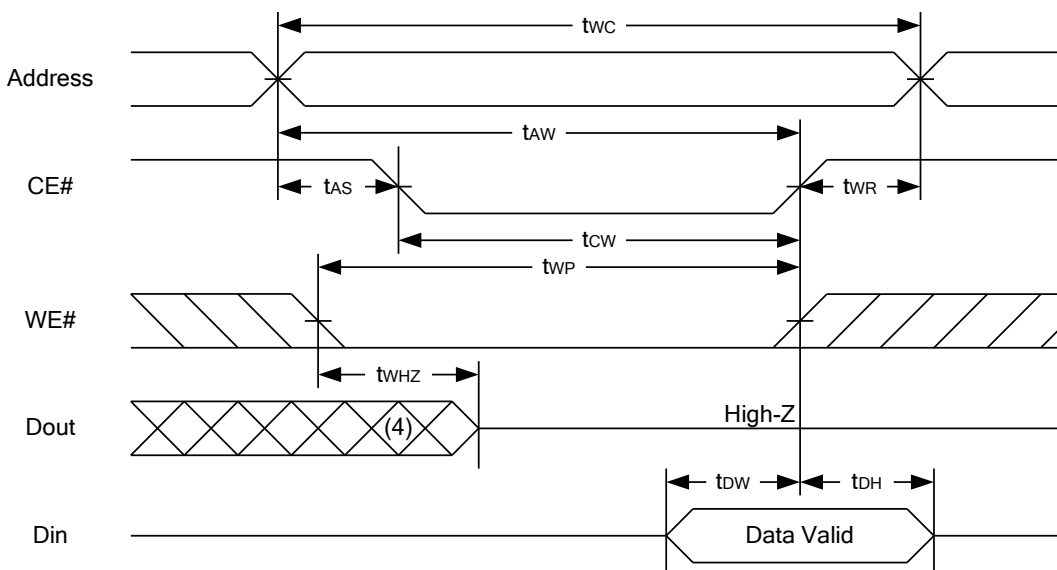 tWC
Address
tAW
CE#
tAS
tWR
tCW
tWP
WE#
tWHZ
Dout
(4)
High-Z
tDW
tDH
Din
Data Valid